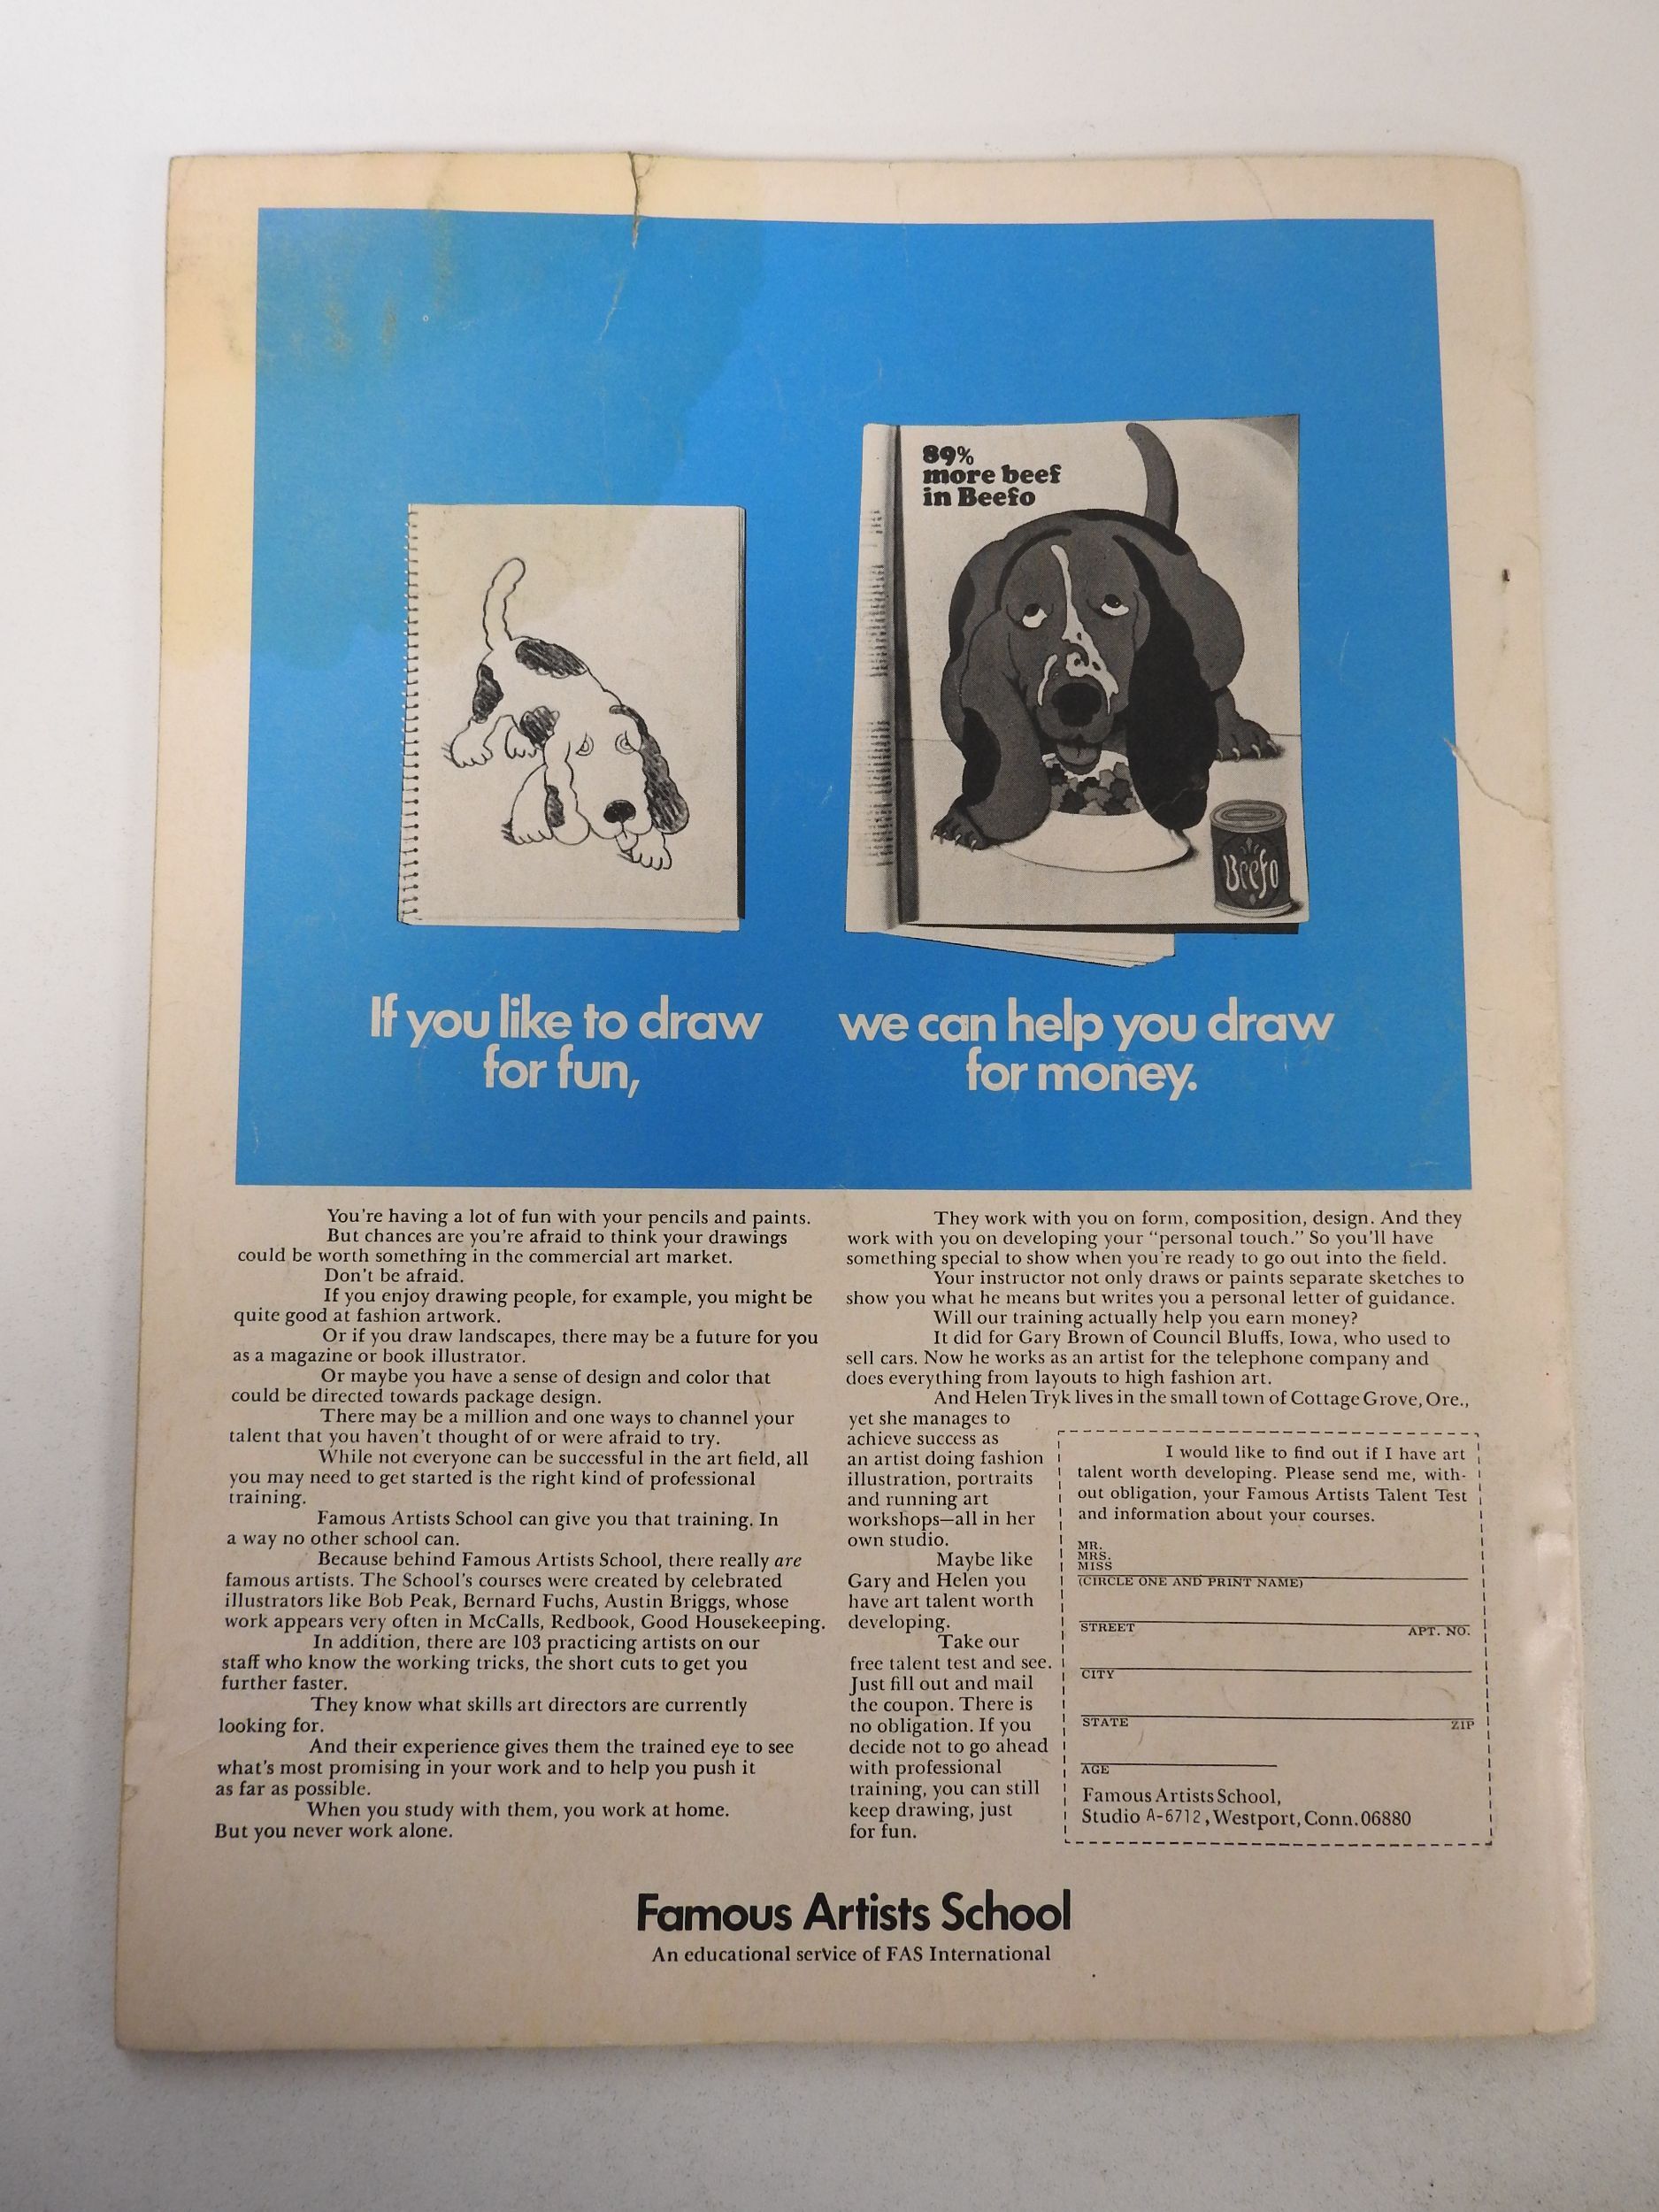 89%
more beef
in Beefo
Beefo
If you like to draw
for fun,
we can help you draw
for money.
You're having a lot of fun with your pencils and paints.
But chances are you're afraid to think your drawings
could be worth something in the commercial art market.
Don't be afraid.
If you enjoy drawing people, for example, you might be
quite good at fashion artwork.
Or if you draw landscapes, there may be a future for you
as a magazine or book illustrator.
Or maybe you have a sense of design and color that
could be directed towards package design.
There may be a million and one ways to channel your
talent that you haven't thought of or were afraid to try.
While not everyone can be successful in the art field, all
you may need to get started is the right kind of professional
training.
Famous Artists School can give you that training. In
a way no other school can.
Because behind Famous Artists School, there really are
famous artists. The School's courses were created by celebrated
illustrators like Bob Peak, Bernard Fuchs, Austin Briggs, whose
work appears very often in McCalls, Redbook, Good Housekeeping.
In addition, there are 103 practicing artists on our
staff who know the working tricks, the short cuts to get you
further faster.
They know what skills art directors are currently
looking for.
And their experience gives them the trained eye to see
what's most promising in your work and to help you push it
as far as possible.
When you study with them, you work at home.
But you never work alone.
They work with you on form, composition, design. And they
work with you on developing your "personal touch." So you'll have
something special to show when you're ready to go out into the field.
Your instructor not only draws or paints separate sketches to
show you what he means but writes you a personal letter of guidance.
Will our training actually help you earn money?
It did for Gary Brown of Council Bluffs, Iowa, who used to
sell cars. Now he works as an artist for the telephone company and
does everything from layouts to high fashion art.
And Helen Tryk lives in the small town of Cottage Grove, Ore.,
yet she manages to
achieve success as
an artist doing fashion
illustration, portraits
and running art
workshops—all in her
own studio.
Maybe like
Gary and Helen you
have art talent worth
developing.
Take our
free talent test and see.
Just fill out and mail
the coupon. There is
no obligation. If you
decide not to go ahead
with professional
training, you can still
keep drawing, just
for fun.
I would like to find out if I have art
talent worth developing. Please send me, with-
out obligation, your Famous Artists Talent Test
and information about your courses.
MR.
MRS.
MISS
(CIRCLE ONE AND PRINT NAME)
STREET APT. NO.
CITY
STATE ZIP
AGE
Famous Artists School,
Studio A-6712, Westport, Conn. 06880
Famous Artists School
An educational service of FAS International